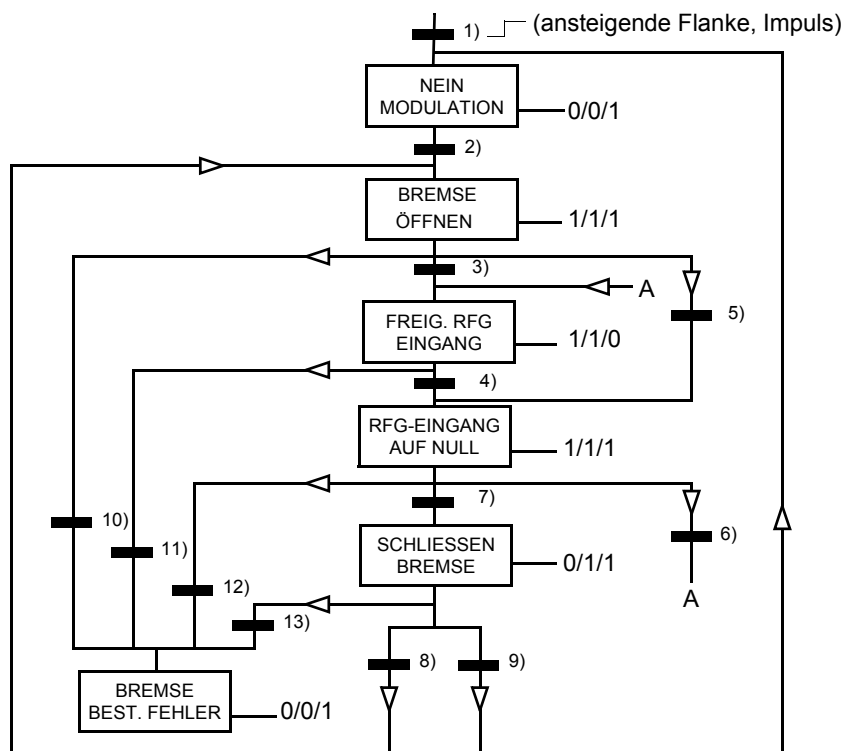 1) (ansteigende Flanke, Impuls)
NEIN
MODULATION
0/0/1
2)
BREMSE
ÖFFNEN
1/1/1
3)
A
5)
FREIG. RFG
EINGANG
1/1/0
4)
RFG-EINGANG
AUF NULL
1/1/1
7)
10)
11)
6)
SCHLIESSEN
BREMSE
0/1/1
12)
A
13)
8)
9)
BREMSE
BEST. FEHLER
0/0/1